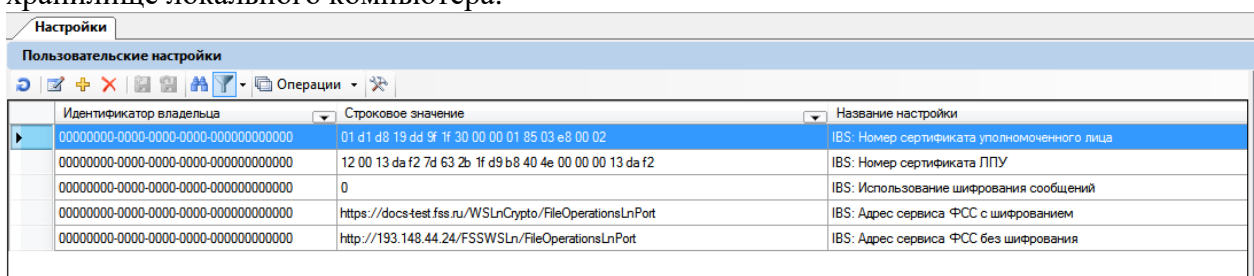 хранилище локального компьютера.
Настройки
Пользовательские настройки
Операции
Идентификатор владельца Строковое значение Название настройки
00000000-0000-0000-0000-000000000000 01 d1 d8 19 dd 9f 1f 30 00 00 01 85 03 e8 00 02 IBS: Номер сертификата уполномоченного лица
00000000-0000-0000-0000-000000000000 12 00 13 da f2 7d 63 2b 1f d9 b8 40 4e 00 00 00 13 da f2 IBS: Номер сертификата ЛПУ
00000000-0000-0000-0000-000000000000 0 IBS: Использование шифрования сообщений
00000000-0000-0000-0000-000000000000 https://docs-test.fss.ru/WSLnCrypto/FileOperationsLnPort IBS: Адрес сервиса ФСС с шифрованием
00000000-0000-0000-0000-000000000000 http://193.148.44.24/FSSWSLn/FileOperationsLnPort IBS: Адрес сервиса ФСС без шифрования